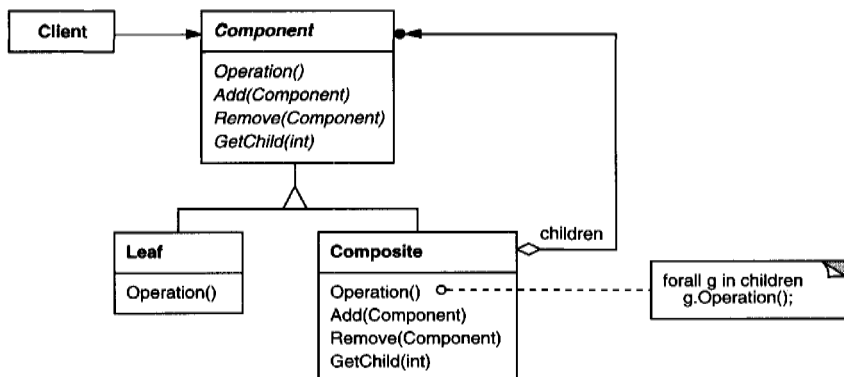 Client
Component
Operation()
Add(Component)
Remove(Component)
GetChild(int)
Leaf
Operation()
Composite
Operation()
Add(Component)
Remove(Component)
GetChild(int)
children
forall g in children
g.Operation();